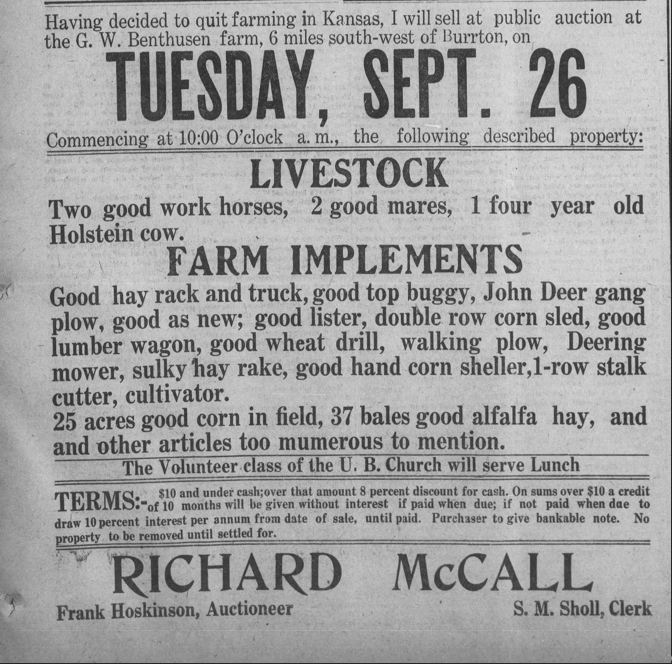 Having decided to quit farming in Kansas, I will sell at public auction at
the G. W. Benthusen farm, 6 miles south-west of Burrton, on
TUESDAY, SEPT. 26
Commencing at 10:00 O'clock a. m., the following described property:
LIVESTOCK
Two good work horses, 2 good mares, 1 four year old
Holstein cow.
FARM IMPLEMENTS
Good hay rack and truck, good top buggy, John Deer gang
plow, good as new; good lister, double row corn sled, good
lumber wagon, good wheat drill, walking plow, Deering
mower, sulky hay rake, good hand corn sheller,1-row stalk
cutter, cultivator.
25 acres good corn in field, 37 bales good alfalfa hay, and
and other articles too mumerous to mention.
The Volunteer class of the U. B. Church will serve Lunch
TERMS:- $10 and under cash;over that amount 8 percent discount for cash. On sums over $10 a credit
of 10 months will be given without interest if paid when due; if not paid when due to
draw 10 percent interest per annum from date of sale, until paid. Purchaser to give bankable note. No
property to be removed until settled for.
RICHARD McCALL
Frank Hoskinson, Auctioneer S. M. Sholl, Clerk